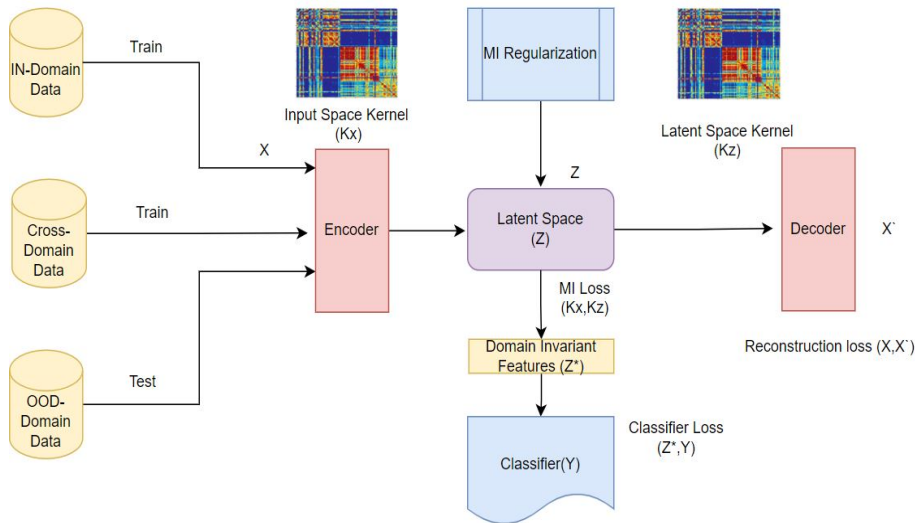 IN-Domain
Data
Train
X
Input Space Kernel
(Kx)
MI Regularization
Latent Space Kernel
(Kz)
Cross-
Domain
Data
Train
Encoder
Z
Latent Space
(Z)
Decoder
X`
OOD-
Domain
Data
Test
MI Loss
(Kx,Kz)
Domain Invariant
Features (Z*)
Reconstruction loss (X,X`)
Classifier(Y)
Classifier Loss
(Z*,Y)